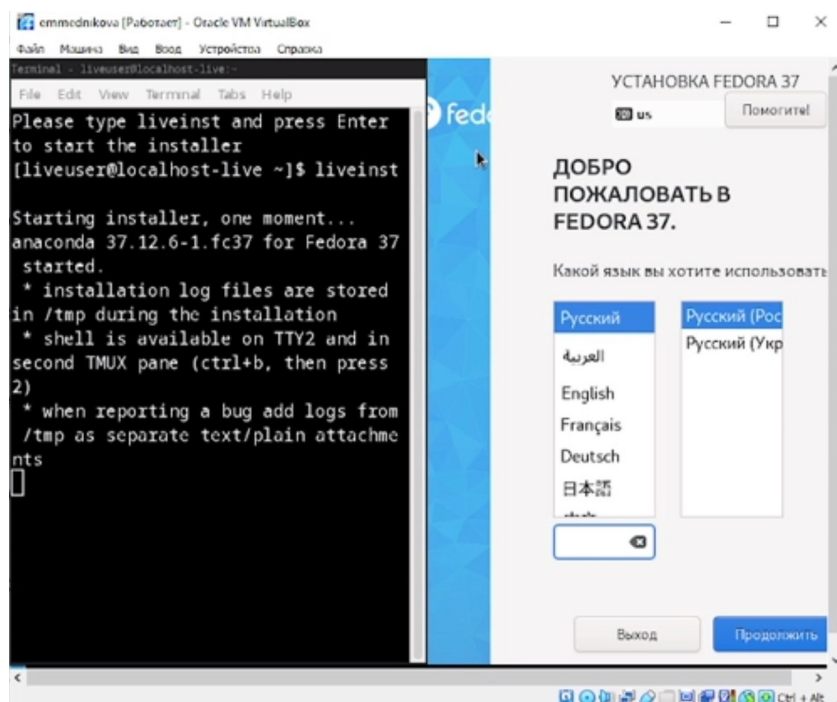 emmednikova [Работает] - Oracle VM VirtualBox
Файл Машина Вид Ввод Устройства Справка
Terminal - liveuser@localhost-live:~
File Edit View Terminal Tabs Help
Please type liveinst and press Enter
to start the installer
[liveuser@localhost-live ~]$ liveinst
Starting installer, one moment...
anaconda 37.12.6-1.fc37 for Fedora 37
started.
* installation log files are stored
in /tmp during the installation
* shell is available on TTY2 and in
second TMUX pane (ctrl+b, then press
2)
* when reporting a bug add logs from
/tmp as separate text/plain attachme
nts
fedo
УСТАНОВКА FEDORA 37
us
Помогите!
ДОБРО
ПОЖАЛОВАТЬ В
FEDORA 37.
Какой язык вы хотите использовать
Русский
العربية
English
Français
Deutsch
日本語
Русский (Рос
Русский (Укр
Выход
Продолжить
Ctrl + Alt